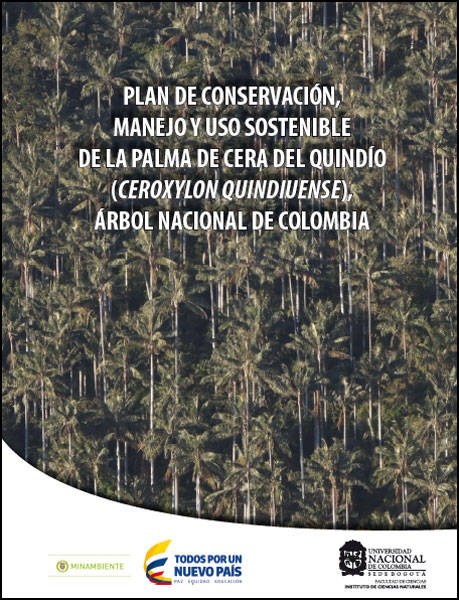 PLAN DE CONSERVACIÓN,
MANEJO Y USO SOSTENIBLE
DE LA PALMA DE CERA DEL QUINDÍO
(CEROXYLON QUINDIUENSE),
ÁRBOL NACIONAL DE COLOMBIA
MINAMBIENTE
TODOS POR UN
NUEVO PAÍS
PAZ EQUIDAD EDUCACIÓN
UNIVERSIDAD
NACIONAL
DE COLOMBIA
SEDE BOGOTÁ
FACULTAD DE CIENCIAS
INSTITUTO DE CIENCIAS NATURALES